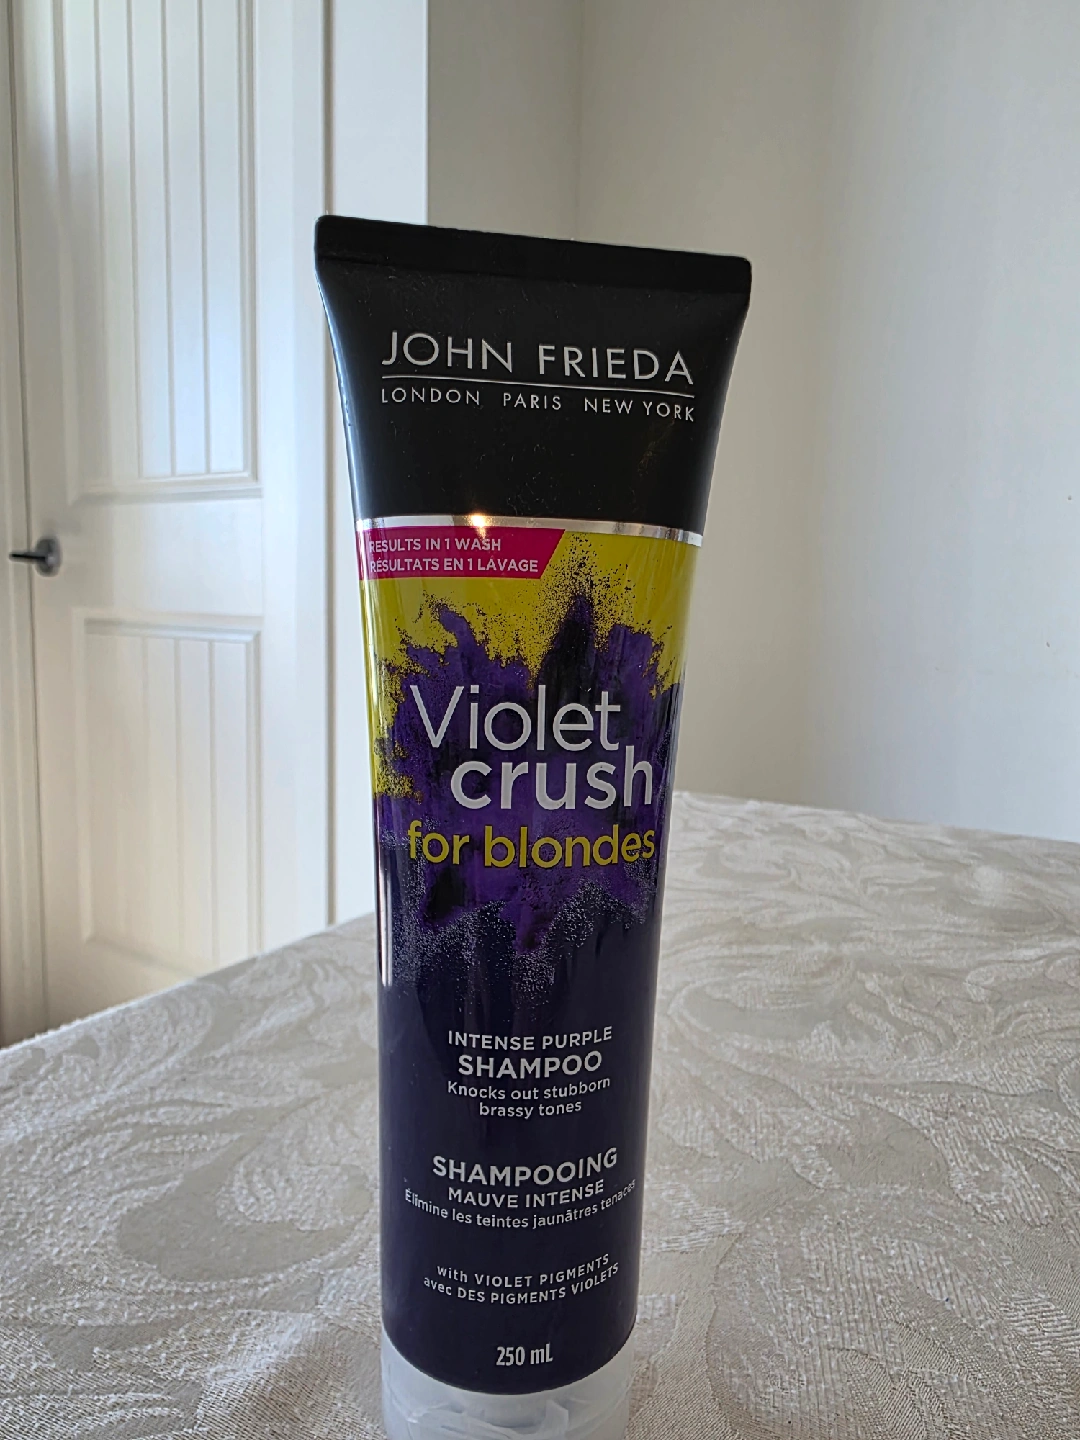 JOHN FRIEDA
LONDON PARIS NEW YORK
RESULTS IN 1 WASH
RÉSULTATS EN 1 LAVAGE
Violet
crush
for blondes
INTENSE PURPLE
SHAMPOO
Knocks out stubborn
brassy tones
SHAMPOOING
MAUVE INTENSE
Élimine les teintes jaunâtres tenaces
with VIOLET PIGMENTS
avec DES PIGMENTS VIOLETS
250 mL